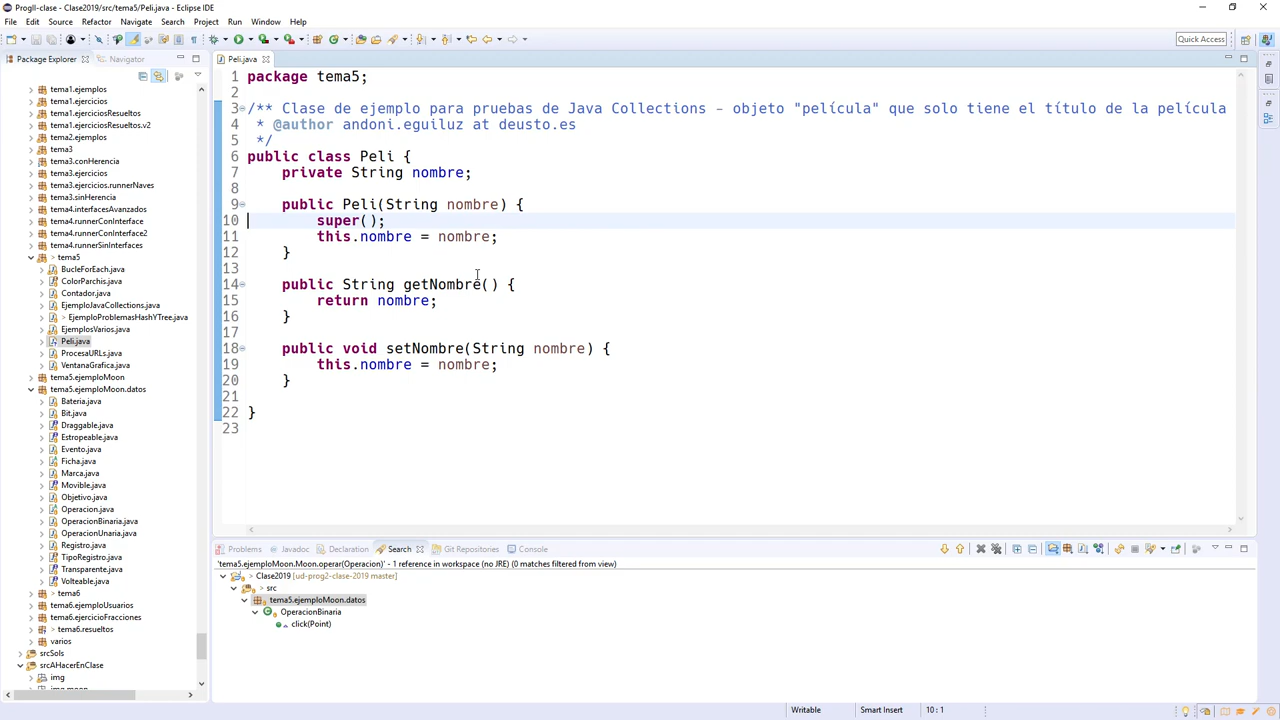 ProgII-clase - Clase2019/src/tema5/Peli.java - Eclipse IDE
File Edit Source Refactor Navigate Search Project Run Window Help
Quick Access
Package Explorer
Navigator
tema1.ejemplos
tema1.ejercicios
tema1.ejerciciosResueltos
tema1.ejerciciosResueltos.v2
tema2.ejemplos
tema3
tema3.conHerencia
tema3.ejercicios
tema3.ejercicios.runnerNaves
tema3.sinHerencia
tema4.interfacesAvanzados
tema4.runnerConInterface
tema4.runnerConInterface2
tema4.runnerSinInterfaces
> tema5
BucleForEach.java
ColorParchis.java
Contador.java
EjemploJavaCollections.java
> EjemploProblemasHashYTree.java
EjemplosVarios.java
Peli.java
ProcesaURLs.java
VentanaGrafica.java
tema5.ejemploMoon
tema5.ejemploMoon.datos
Bateria.java
Bit.java
Draggable.java
Estropeable.java
Evento.java
Ficha.java
Marca.java
Movible.java
Objetivo.java
Operacion.java
OperacionBinaria.java
OperacionUnaria.java
Registro.java
TipoRegistro.java
Transparente.java
Volteable.java
> tema6
tema6.ejemploUsuarios
tema6.ejercicioFracciones
> tema6.resueltos
varios
srcSols
srcAHacerEnClase
img
img.moon
Peli.java
1 package tema5;
2
3 /** Clase de ejemplo para pruebas de Java Collections - objeto "película" que solo tiene el título de la película
4 * @author andoni.eguiluz at deusto.es
5 */
6 public class Peli {
7 private String nombre;
8
9 public Peli(String nombre) {
10 super();
11 this.nombre = nombre;
12 }
13
14 public String getNombre() {
15 return nombre;
16 }
17
18 public void setNombre(String nombre) {
19 this.nombre = nombre;
20 }
21
22 }
23
Problems Javadoc Declaration Search Git Repositories Console
'tema5.ejemploMoon.Moon.operar(Operacion)' - 1 reference in workspace (no JRE) (0 matches filtered from view)
> Clase2019 [ud-prog2-clase-2019 master]
> src
tema5.ejemploMoon.datos
OperacionBinaria
click(Point)
Writable Smart Insert 10 : 1